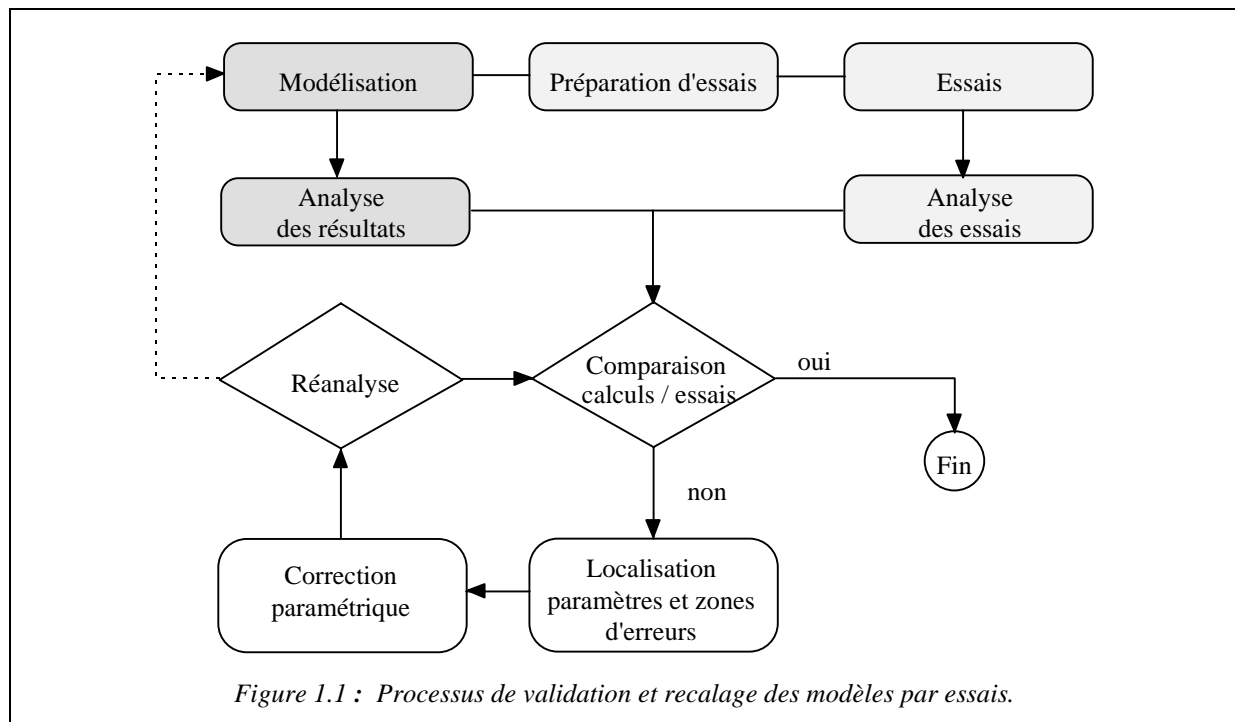 Modélisation
Préparation d'essais
Essais
Analyse
des résultats
Analyse
des essais
Réanalyse
Comparaison
calculs / essais
oui
Fin
non
Correction
paramétrique
Localisation
paramètres et zones
d'erreurs
Figure 1.1 : Processus de validation et recalage des modèles par essais.